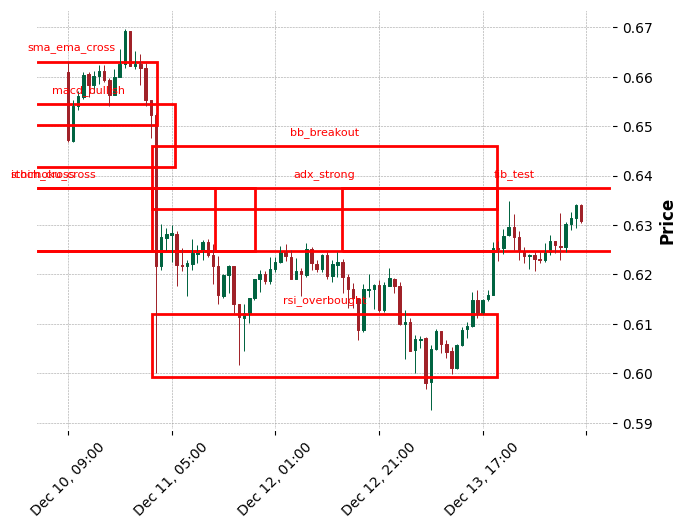 0.67
sma_ema_cross
0.66
macd_bullish
0.65
bb_breakout
0.64
adx_strong
fib_test
0.63
Price
0.62
rsi_overbough
0.61
0.60
0.59
Dec 10, 09:00
Dec 11, 05:00
Dec 12, 01:00
Dec 12, 21:00
Dec 13, 17:00